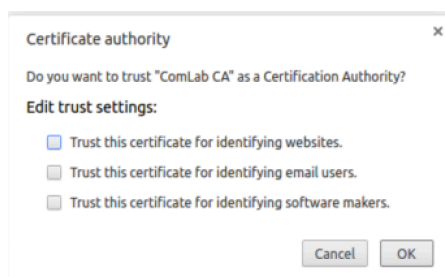 Certificate authority
Do you want to trust "ComLab CA" as a Certification Authority?
Edit trust settings:
Trust this certificate for identifying websites.
Trust this certificate for identifying email users.
Trust this certificate for identifying software makers.
Cancel OK